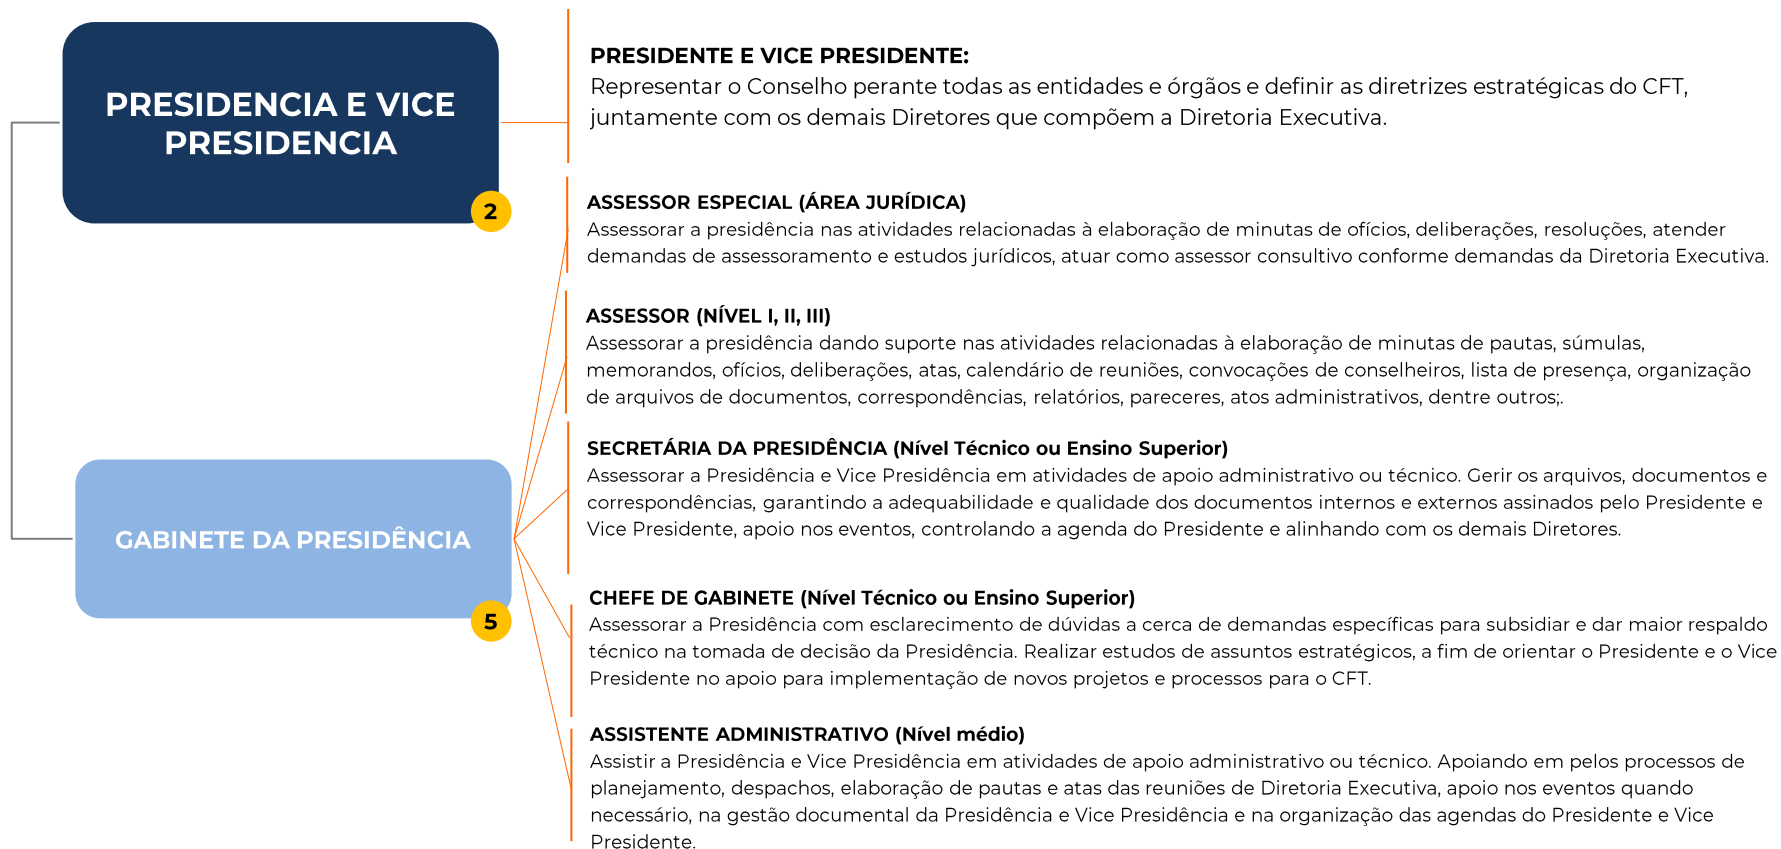 PRESIDENCIA E VICE
PRESIDENCIA
2
PRESIDENTE E VICE PRESIDENTE:
Representar o Conselho perante todas as entidades e órgãos e definir as diretrizes estratégicas do CFT,
juntamente com os demais Diretores que compõem a Diretoria Executiva.
ASSESSOR ESPECIAL (ÁREA JURÍDICA)
Assessorar a presidência nas atividades relacionadas à elaboração de minutas de ofícios, deliberações, resoluções, atender
demandas de assessoramento e estudos jurídicos, atuar como assessor consultivo conforme demandas da Diretoria Executiva.
ASSESSOR (NÍVEL I, II, III)
Assessorar a presidência dando suporte nas atividades relacionadas à elaboração de minutas de pautas, súmulas,
memorandos, ofícios, deliberações, atas, calendário de reuniões, convocações de conselheiros, lista de presença, organização
de arquivos de documentos, correspondências, relatórios, pareceres, atos administrativos, dentre outros;.
GABINETE DA PRESIDÊNCIA
5
SECRETÁRIA DA PRESIDÊNCIA (Nível Técnico ou Ensino Superior)
Assessorar a Presidência e Vice Presidência em atividades de apoio administrativo ou técnico. Gerir os arquivos, documentos e
correspondências, garantindo a adequabilidade e qualidade dos documentos internos e externos assinados pelo Presidente e
Vice Presidente, apoio nos eventos, controlando a agenda do Presidente e alinhando com os demais Diretores.
CHEFE DE GABINETE (Nível Técnico ou Ensino Superior)
Assessorar a Presidência com esclarecimento de dúvidas a cerca de demandas específicas para subsidiar e dar maior respaldo
técnico na tomada de decisão da Presidência. Realizar estudos de assuntos estratégicos, a fim de orientar o Presidente e o Vice
Presidente no apoio para implementação de novos projetos e processos para o CFT.
ASSISTENTE ADMINISTRATIVO (Nível médio)
Assistir a Presidência e Vice Presidência em atividades de apoio administrativo ou técnico. Apoiando em pelos processos de
planejamento, despachos, elaboração de pautas e atas das reuniões de Diretoria Executiva, apoio nos eventos quando
necessário, na gestão documental da Presidência e Vice Presidência e na organização das agendas do Presidente e Vice
Presidente.